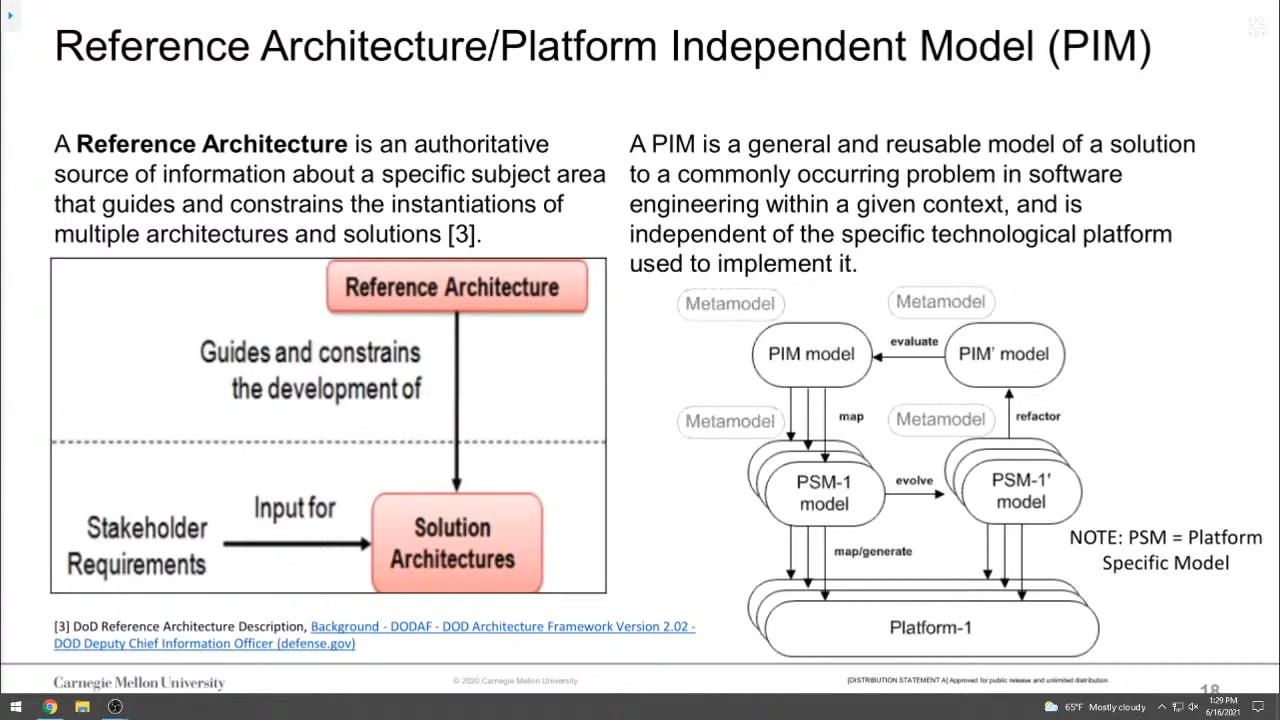 Reference Architecture/Platform Independent Model (PIM)
A Reference Architecture is an authoritative
source of information about a specific subject area
that guides and constrains the instantiations of
multiple architectures and solutions [3].
Reference Architecture
Guides and constrains
the development of
Input for
Stakeholder
Requirements
Solution
Architectures
[3] DoD Reference Architecture Description, Background - DODAF - DOD Architecture Framework Version 2.02 -
DOD Deputy Chief Information Officer (defense.gov)
A PIM is a general and reusable model of a solution
to a commonly occurring problem in software
engineering within a given context, and is
independent of the specific technological platform
used to implement it.
Metamodel
Metamodel
PIM model
evaluate
PIM' model
Metamodel
map
Metamodel
refactor
PSM-1
model
evolve
PSM-1'
model
map/generate
NOTE: PSM = Platform
Specific Model
Platform-1
Carnegie Mellon University
© 2020 Carnegie Mellon University
[DISTRIBUTION STATEMENT A] Approved for public release and unlimited distribution.
18
65°F Mostly cloudy
1:29 PM
6/16/2021